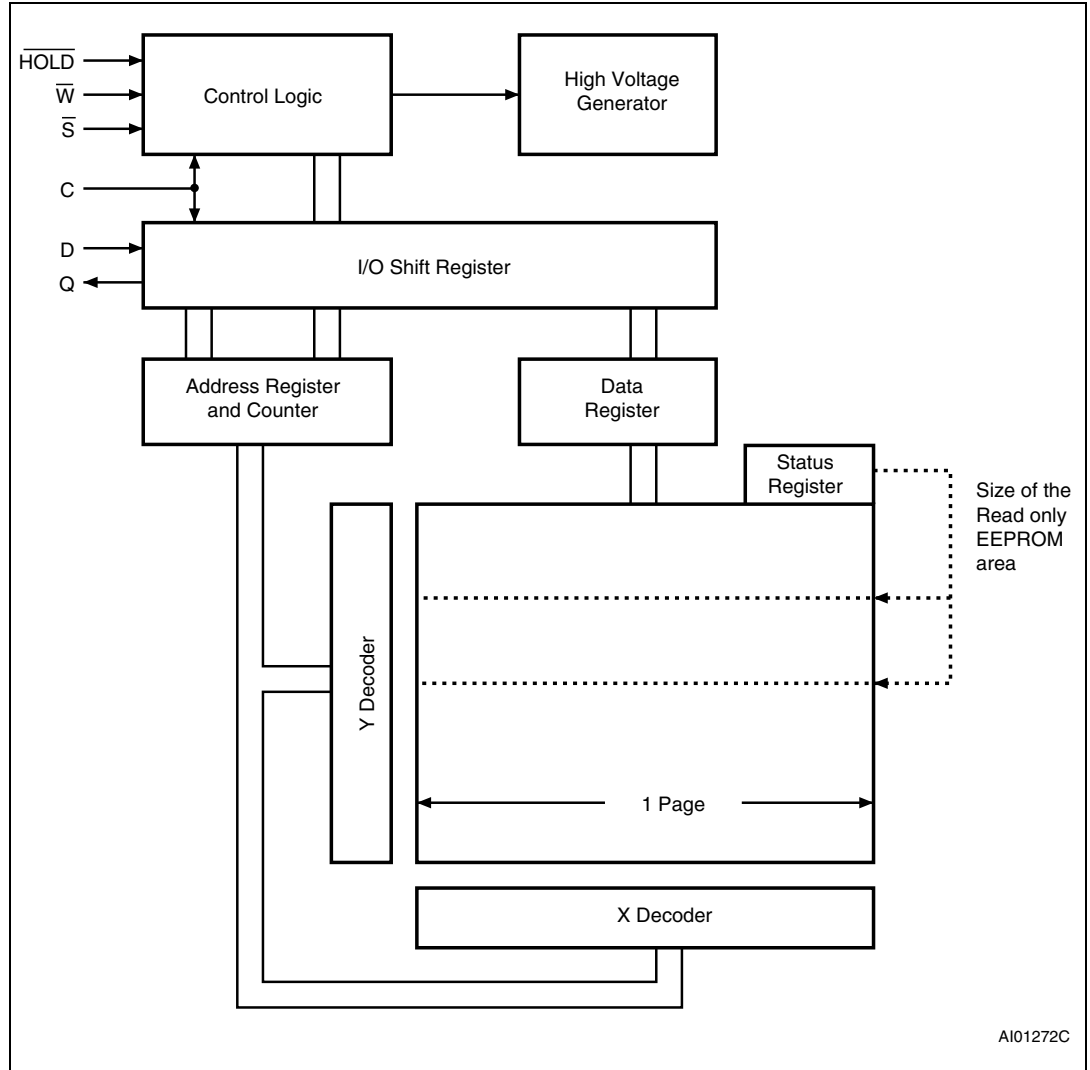 HOLD
W
S
C
D
Q
Control Logic
High Voltage
Generator
I/O Shift Register
Address Register
and Counter
Data
Register
Status
Register
Size of the
Read only
EEPROM
area
Y Decoder
1 Page
X Decoder
AI01272C